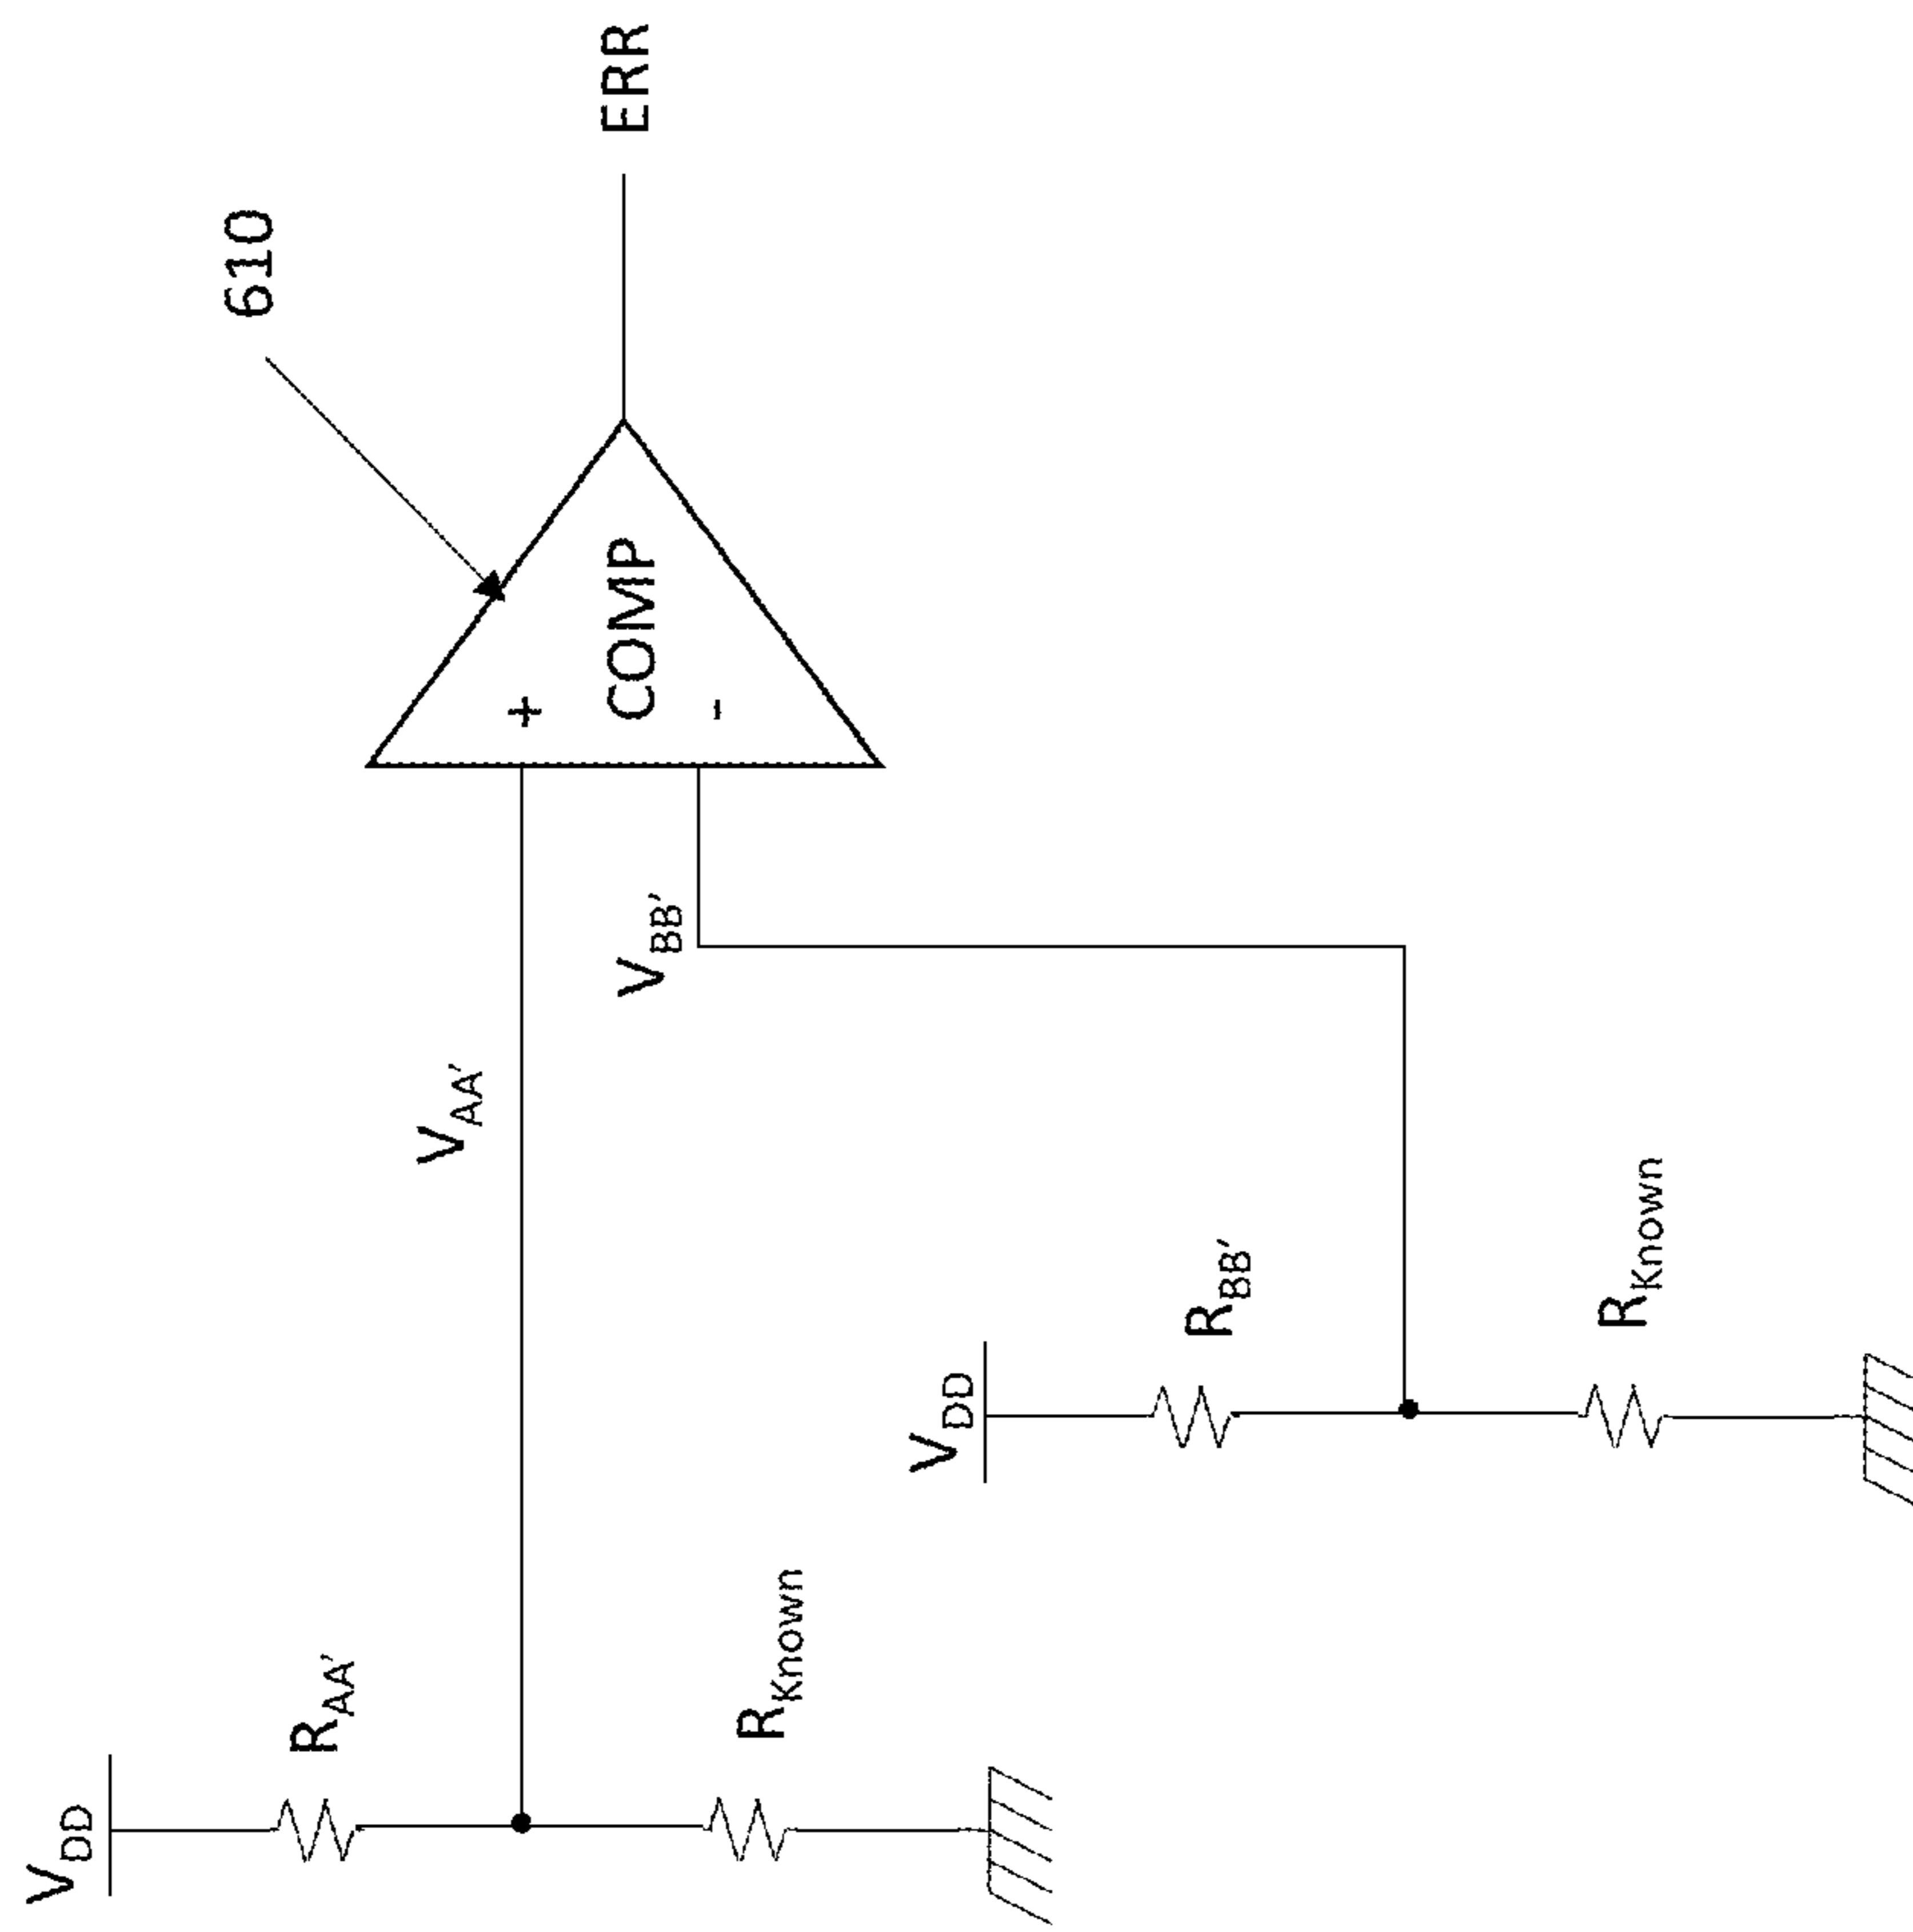 V_DD
610
R_AA'
V_AA'
+
V_BB'
COMP
ERR
-
R_Known
V_DD
R_BB'
R_Known